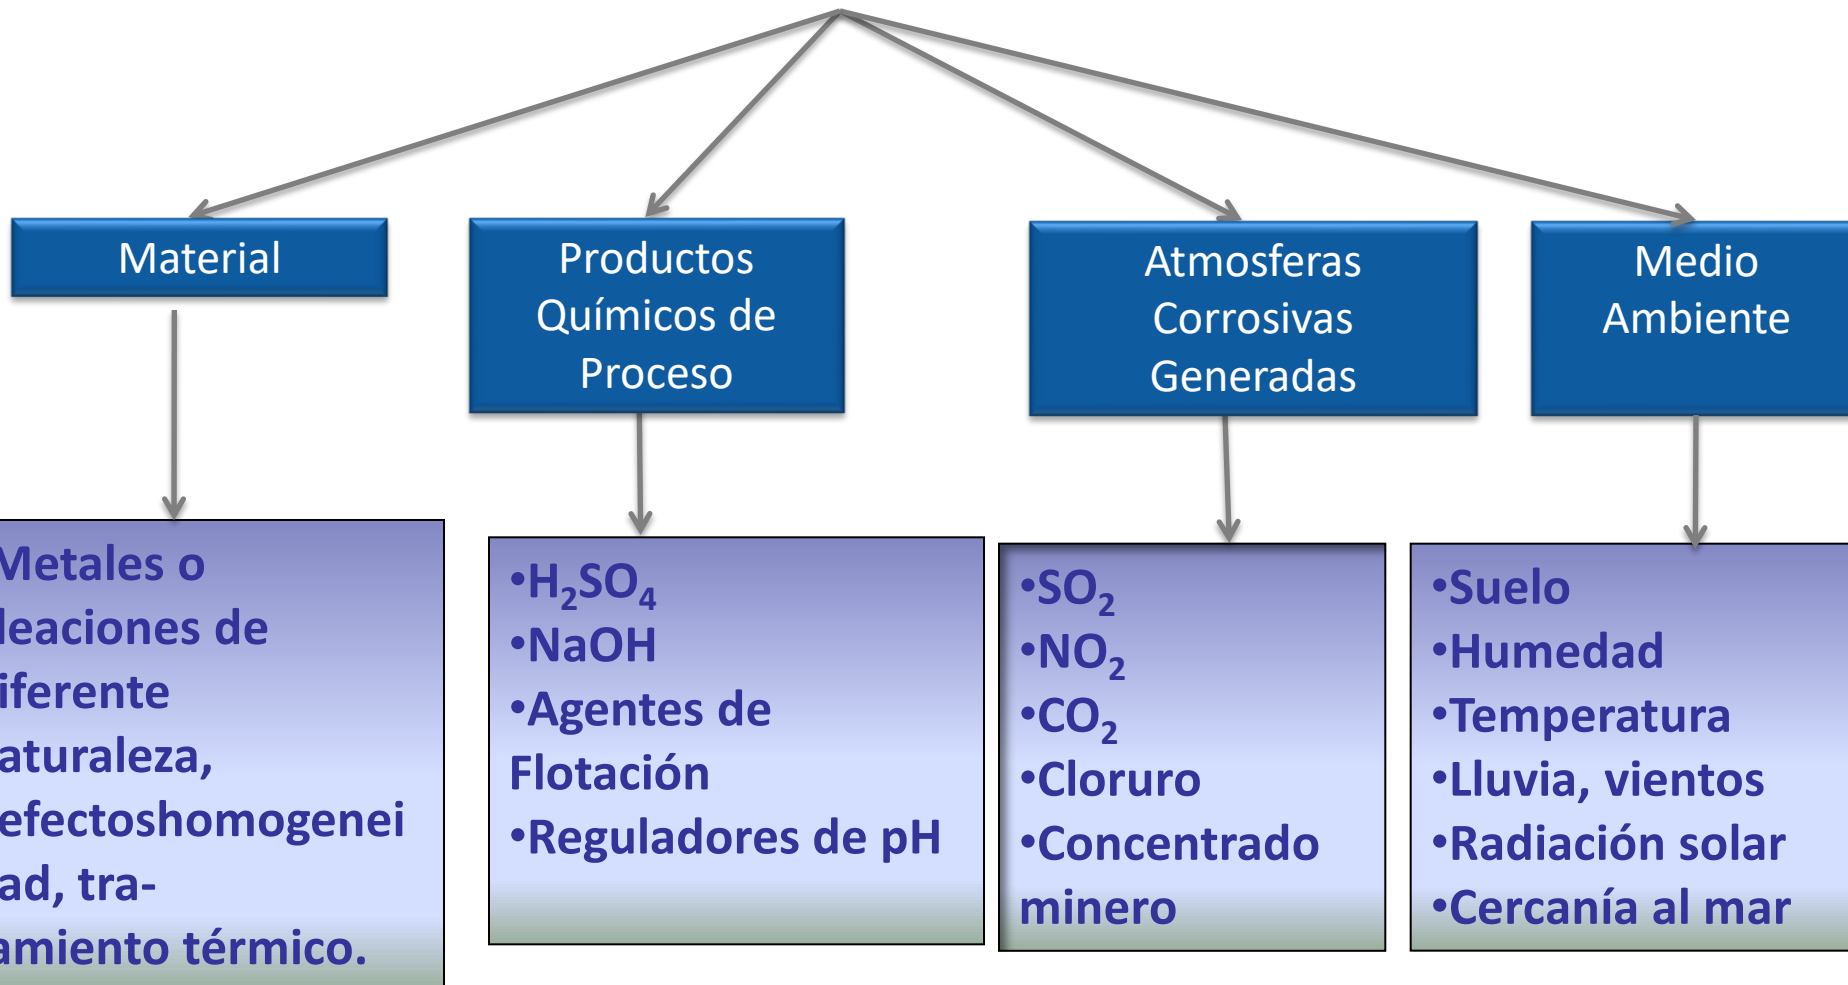 Material
Productos
Químicos de
Proceso
Atmosferas
Corrosivas
Generadas
Medio
Ambiente
Metales o
leaciones de
iferente
aturaleza,
efectoshomogenei
ad, tra-
amiento térmico.
•H₂SO₄
•NaOH
•Agentes de
Flotación
•Reguladores de pH
•SO₂
•NO₂
•CO₂
•Cloruro
•Concentrado
minero
•Suelo
•Humedad
•Temperatura
•Lluvia, vientos
•Radiación solar
•Cercanía al mar